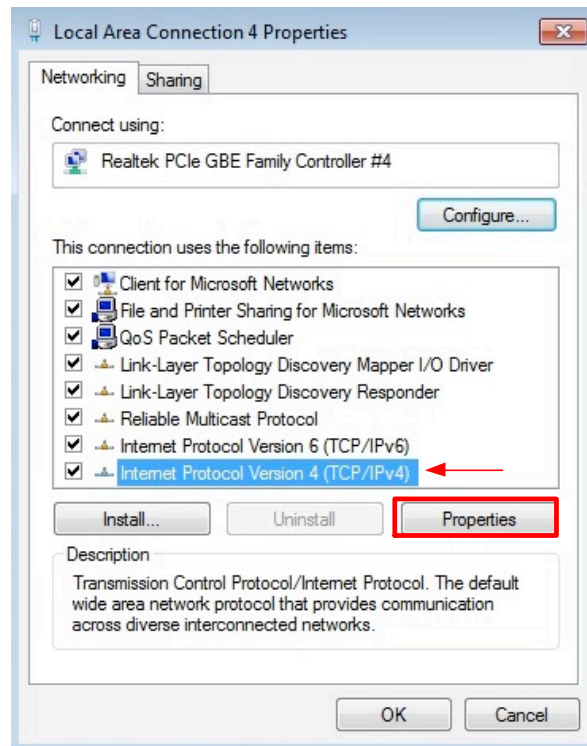 Local Area Connection 4 Properties
Networking
Sharing
Connect using:
Realtek PCIe GBE Family Controller #4
Configure...
This connection uses the following items:
Client for Microsoft Networks
File and Printer Sharing for Microsoft Networks
QoS Packet Scheduler
Link-Layer Topology Discovery Mapper I/O Driver
Link-Layer Topology Discovery Responder
Reliable Multicast Protocol
Internet Protocol Version 6 (TCP/IPv6)
Internet Protocol Version 4 (TCP/IPv4)
Install...
Uninstall
Properties
Description
Transmission Control Protocol/Internet Protocol. The default
wide area network protocol that provides communication
across diverse interconnected networks.
OK
Cancel